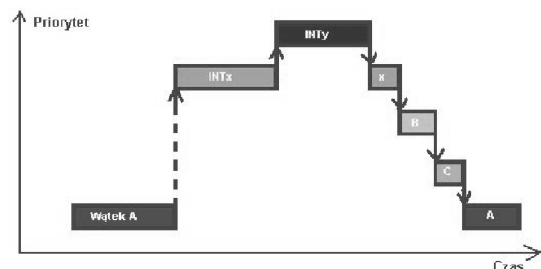 Priorytet
INTy
INTx
x
B
C
Wątek A
A
Czas